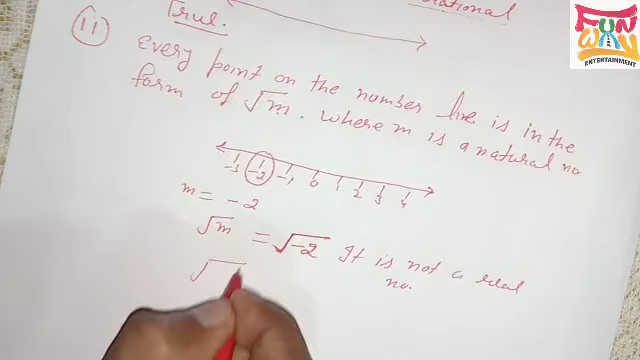 True.
(11) Every point on the number line is in the
form of √m. where m is a natural no
-3 -2 -1 0 1 2 3 4
m = -2
√m = √-2 It is not a real
no.
FUN
WAY
ENTERTAINMENT